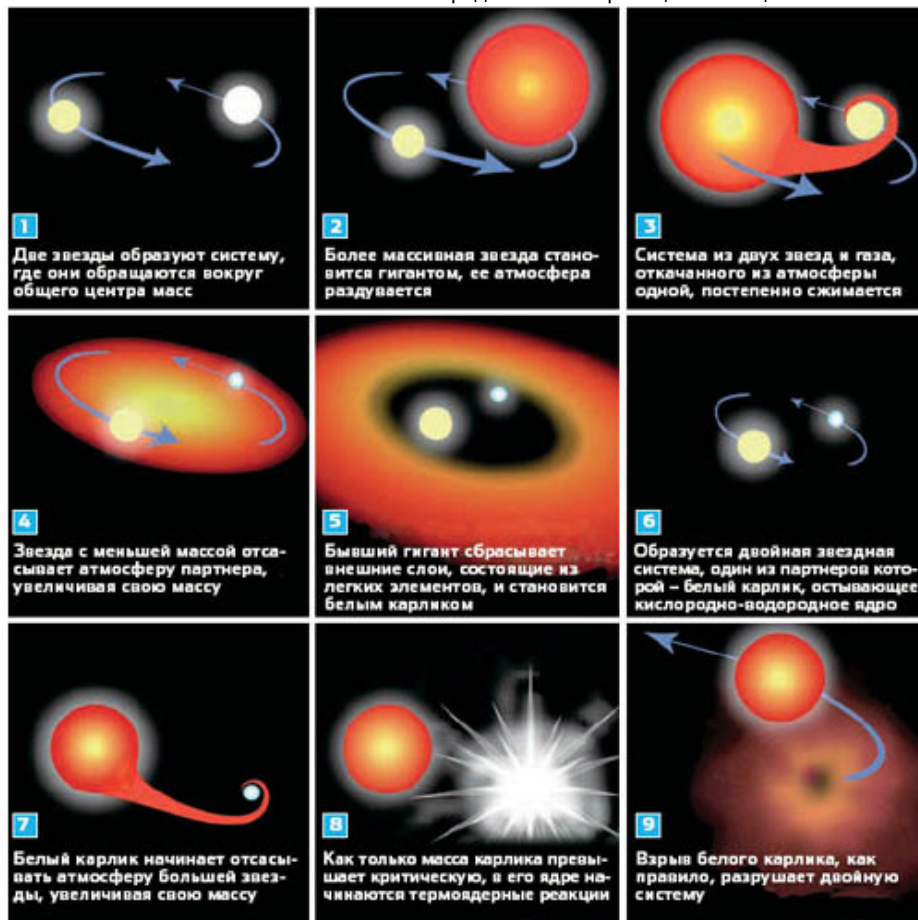 1
Две звезды образуют систему,
где они обращаются вокруг
общего центра масс
2
Более массивная звезда стано-
вится гигантом, ее атмосфера
раздувается
3
Система из двух звезд и газа,
откачанного из атмосферы
одной, постепенно сжимается
4
Звезда с меньшей массой отса-
сывает атмосферу партнера,
увеличивая свою массу
5
Бывший гигант сбрасывает
внешние слои, состоящие из
легких элементов, и становится
белым карликом
6
Образуется двойная звездная
система, один из партнеров кото-
рой – белый карлик, остывающее
кислородно-водородное ядро
7
Белый карлик начинает отсасы-
вать атмосферу большей звез-
ды, увеличивая свою массу
8
Как только масса карлика превы-
шает критическую, в его ядре на-
чинаются термоядерные реакции
9
Взрыв белого карлика, как
правило, разрушает двойную
систему